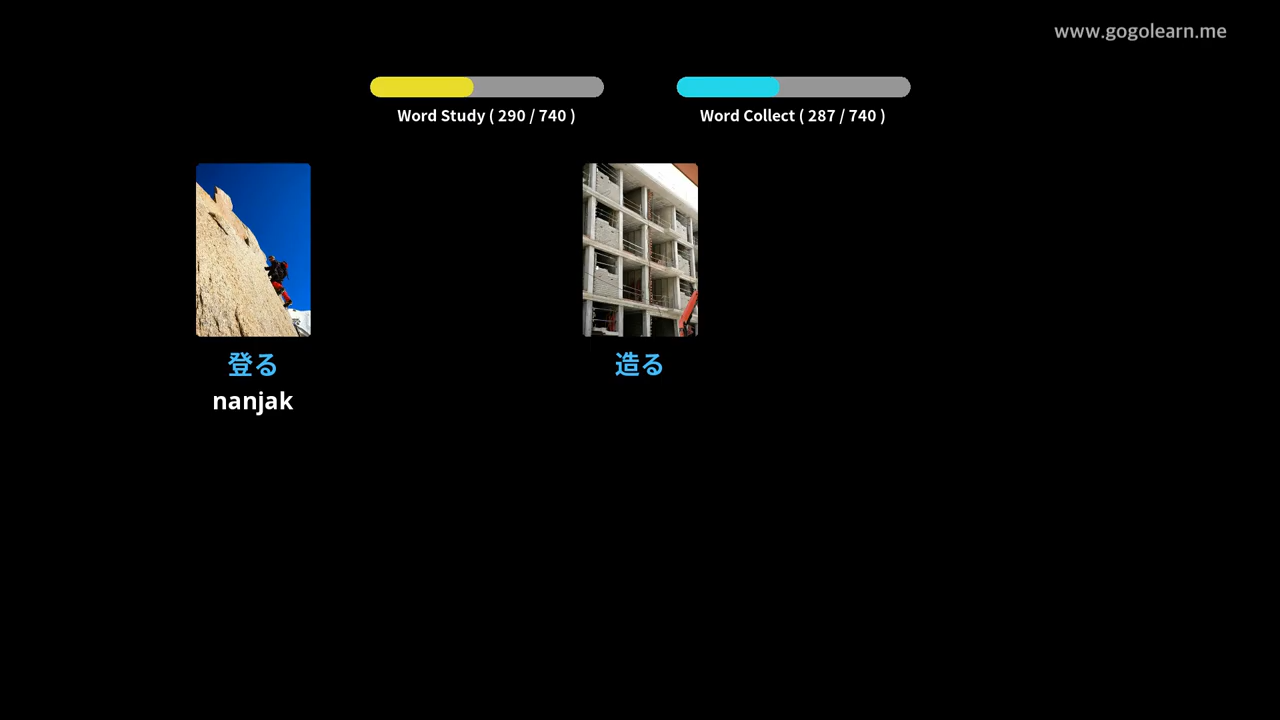 www.gogolearn.me
Word Study ( 290 / 740 )
Word Collect ( 287 / 740 )
登る
造る
nanjak